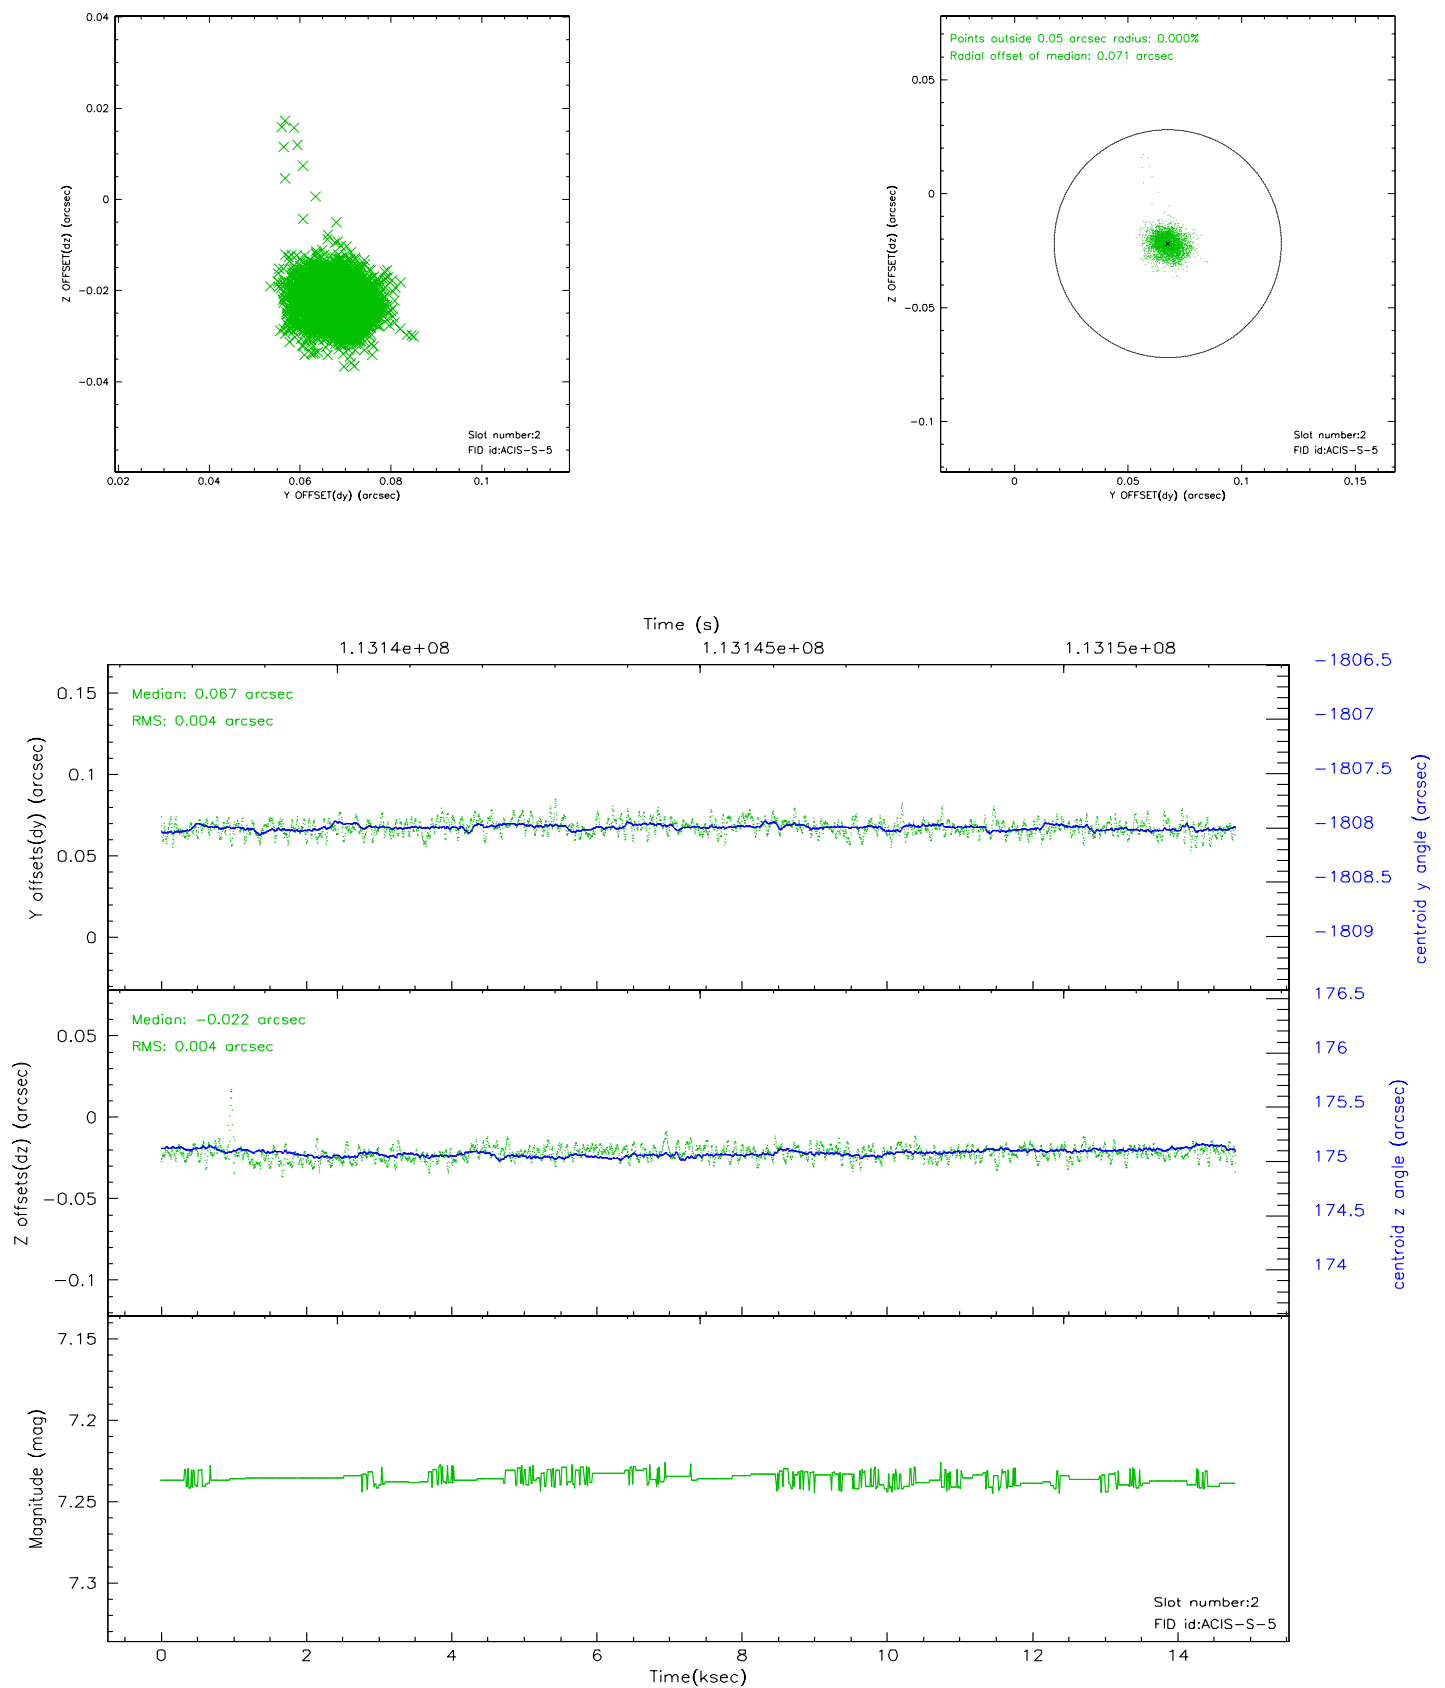 0.04
0.02
0
−0.02
−0.04
Z OFFSET(dz) (arcsec)
Slot number:2
FID id:ACIS−S−5
0.02 0.04 0.06 0.08 0.1
Y OFFSET(dy) (arcsec)
Points outside 0.05 arcsec radius: 0.000%
Radial offset of median: 0.071 arcsec
0.05
0
−0.05
−0.1
Z OFFSET(dz) (arcsec)
Slot number:2
FID id:ACIS−S−5
0 0.05 0.1 0.15
Y OFFSET(dy) (arcsec)
Time (s)
1.1314e+08 1.13145e+08 1.1315e+08
Median: 0.067 arcsec
RMS: 0.004 arcsec
0.15
0.1
0.05
0
Y offsets(dy) (arcsec)
−1806.5
−1807
−1807.5
−1808
−1808.5
−1809
centroid y angle (arcsec)
Median: −0.022 arcsec
RMS: 0.004 arcsec
0.05
0
−0.05
−0.1
Z offsets(dz) (arcsec)
176.5
176
175.5
175
174.5
174
centroid z angle (arcsec)
7.15
7.2
7.25
7.3
Magnitude (mag)
Slot number:2
FID id:ACIS−S−5
0 2 4 6 8 10 12 14
Time(ksec)